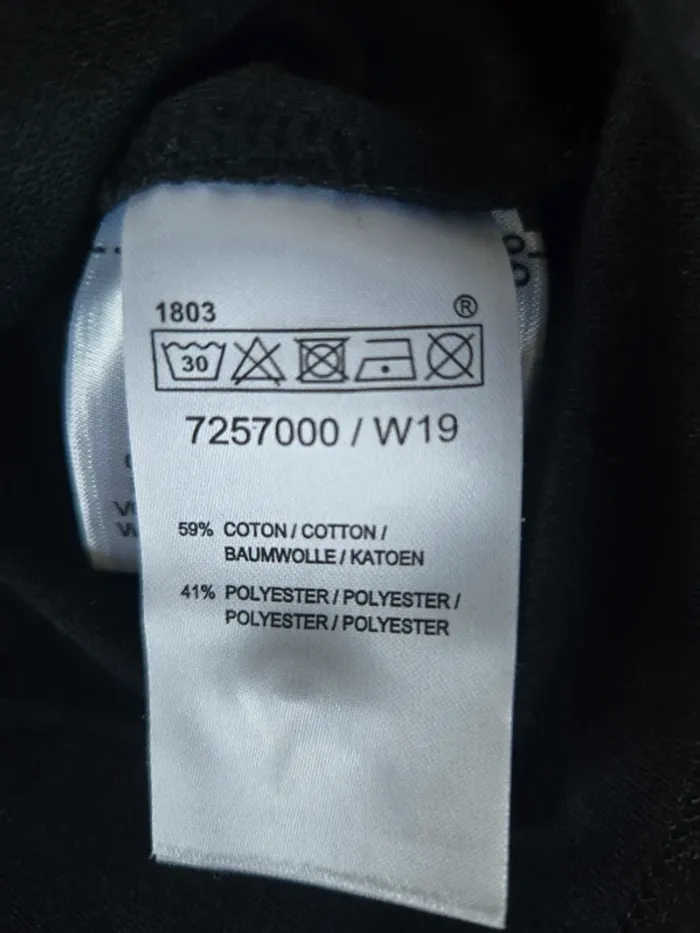 1803 ®
30
7257000 / W19
59% COTON / COTTON /
BAUMWOLLE / KATOEN
41% POLYESTER / POLYESTER /
POLYESTER / POLYESTER